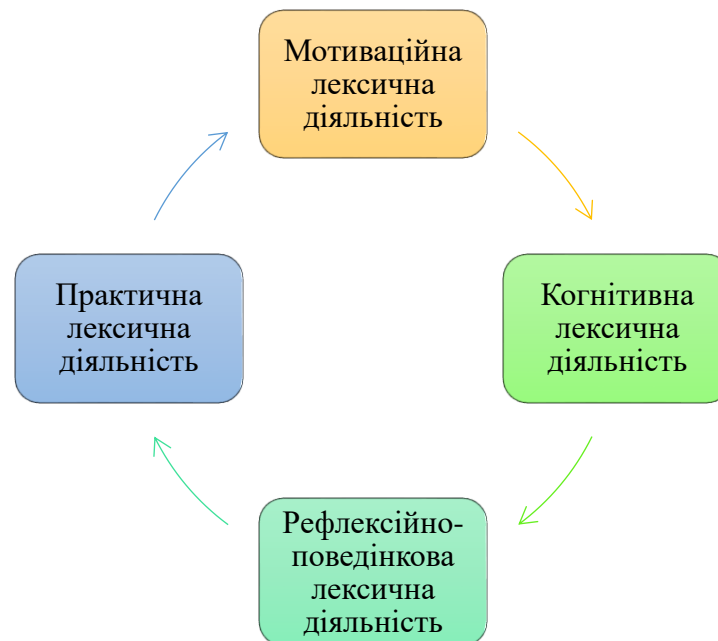 Мотиваційна
лексична
діяльність
Практична
лексична
діяльність
Когнітивна
лексична
діяльність
Рефлексійно-
поведінкова
лексична
діяльність